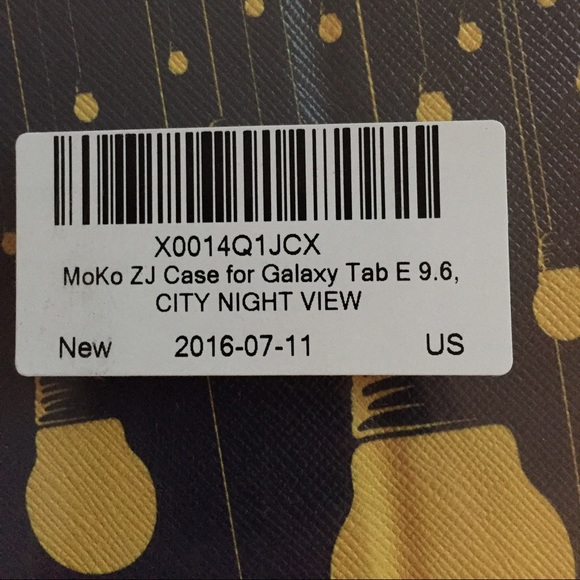 X0014Q1JCX
MoKo ZJ Case for Galaxy Tab E 9.6,
CITY NIGHT VIEW
New 2016-07-11 US